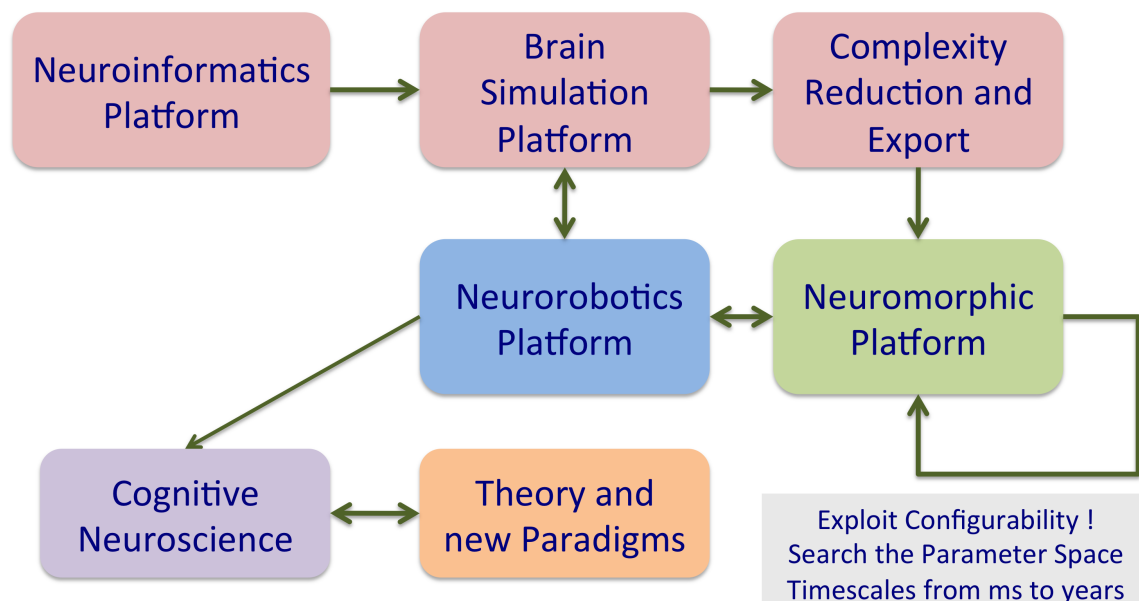 Neuroinformatics
Platform
Brain
Simulation
Platform
Complexity
Reduction and
Export
Neurorobotics
Platform
Neuromorphic
Platform
Cognitive
Neuroscience
Theory and
new Paradigms
Exploit Configurability !
Search the Parameter Space
Timescales from ms to years